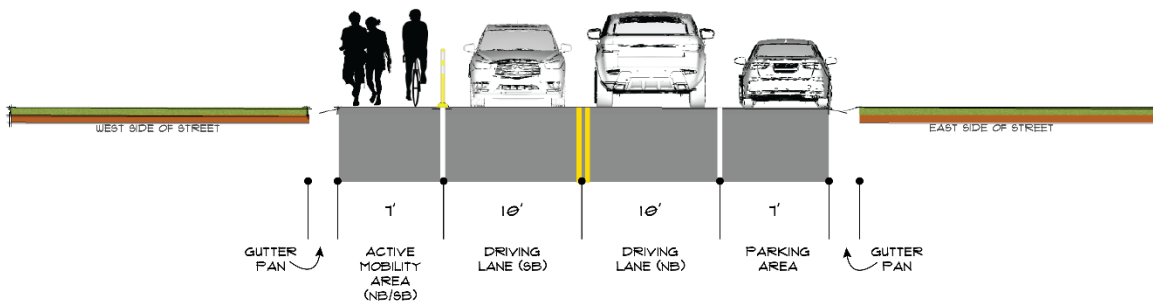 WEST SIDE OF STREET
EAST SIDE OF STREET
7'
10'
10'
7'
GUTTER
PAN
ACTIVE
MOBILITY
AREA
(NB/SB)
DRIVING
LANE (SB)
DRIVING
LANE (NB)
PARKING
AREA
GUTTER
PAN